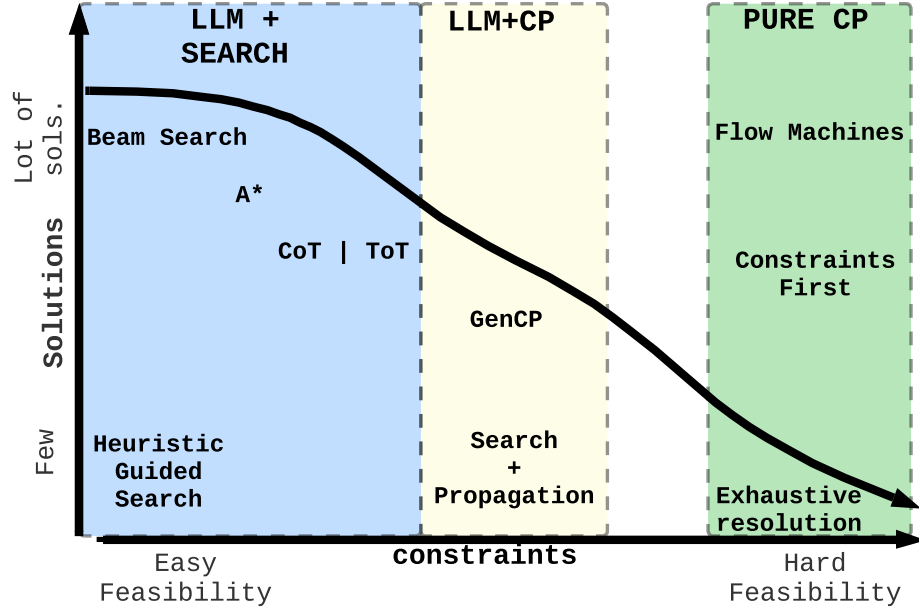 LLM +
SEARCH
LLM+CP
PURE CP
Lot of
sols.
Solutions
Few
Beam Search
A*
CoT | ToT
Heuristic
Guided
Search
GenCP
Search
+
Propagation
Flow Machines
Constraints
First
Exhaustive
resolution
constraints
Easy
Feasibility
Hard
Feasibility